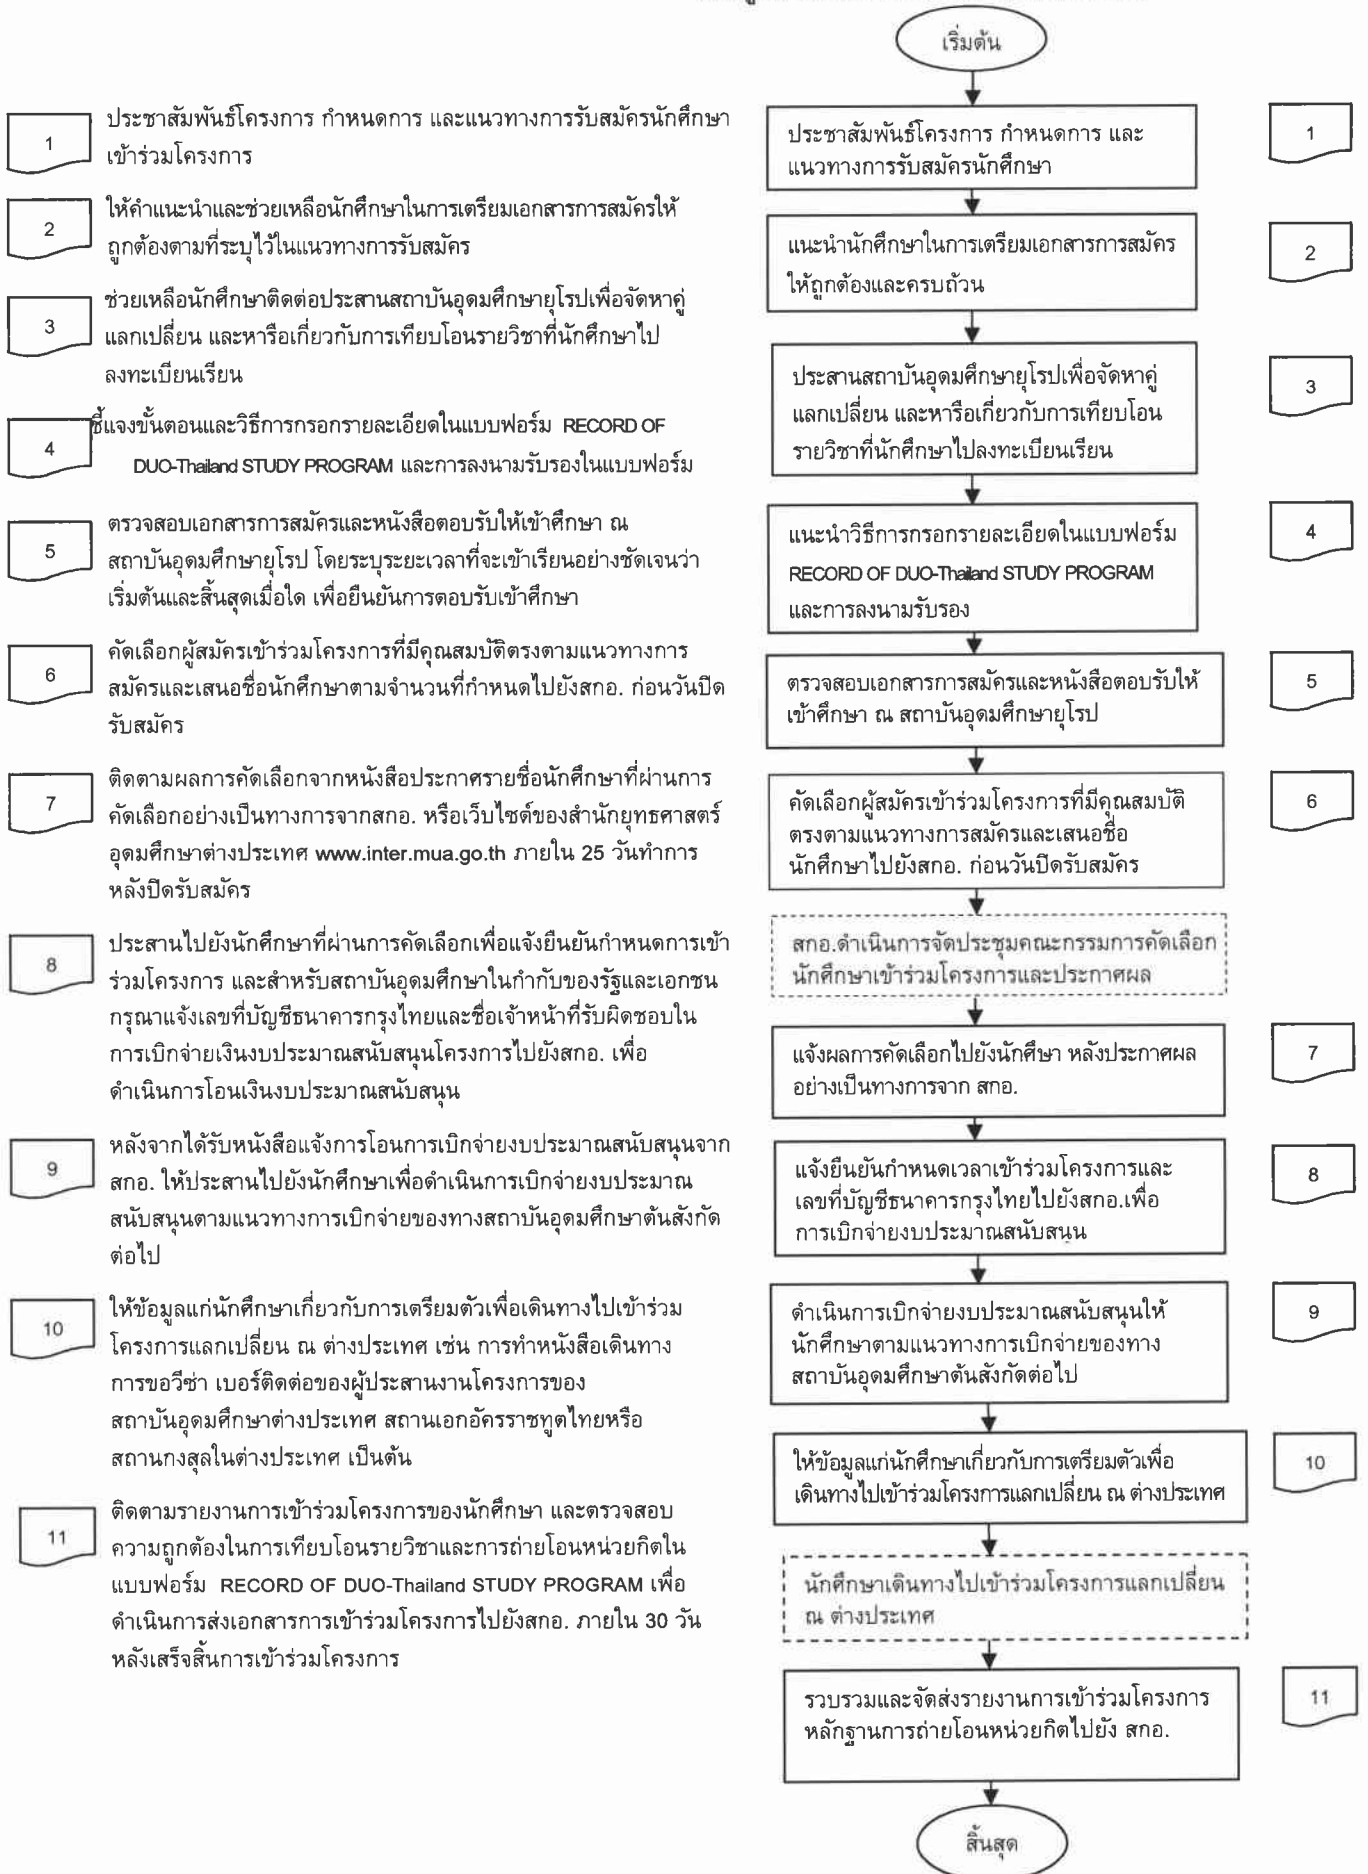 เริ่มต้น
1
ประชาสัมพันธ์โครงการ กำหนดการ และแนวทางการรับสมัครนักศึกษา
เข้าร่วมโครงการ
2
ให้คำแนะนำและช่วยเหลือนักศึกษาในการเตรียมเอกสารการสมัครให้
ถูกต้องตามที่ระบุไว้ในแนวทางการรับสมัคร
3
ช่วยเหลือนักศึกษาติดต่อประสานสถาบันอุดมศึกษายุโรปเพื่อจัดหาคู่
แลกเปลี่ยน และหารือเกี่ยวกับการเทียบโอนรายวิชาที่นักศึกษาไป
ลงทะเบียนเรียน
4
ชี้แจงขั้นตอนและวิธีการกรอกรายละเอียดในแบบฟอร์ม RECORD OF
DUO-Thailand STUDY PROGRAM และการลงนามรับรองในแบบฟอร์ม
5
ตรวจสอบเอกสารการสมัครและหนังสือตอบรับให้เข้าศึกษา ณ
สถาบันอุดมศึกษายุโรป โดยระบุระยะเวลาที่จะเข้าเรียนอย่างชัดเจนว่า
เริ่มต้นและสิ้นสุดเมื่อใด เพื่อยืนยันการตอบรับเข้าศึกษา
6
คัดเลือกผู้สมัครเข้าร่วมโครงการที่มีคุณสมบัติตรงตามแนวทางการ
สมัครและเสนอชื่อนักศึกษาตามจำนวนที่กำหนดไปยังสกอ. ก่อนวันปิด
รับสมัคร
7
ติดตามผลการคัดเลือกจากหนังสือประกาศรายชื่อนักศึกษาที่ผ่านการ
คัดเลือกอย่างเป็นทางการจากสกอ. หรือเว็บไซต์ของสำนักยุทธศาสตร์
อุดมศึกษาต่างประเทศ www.inter.mua.go.th ภายใน 25 วันทำการ
หลังปิดรับสมัคร
8
ประสานไปยังนักศึกษาที่ผ่านการคัดเลือกเพื่อแจ้งยืนยันกำหนดการเข้า
ร่วมโครงการ และสำหรับสถาบันอุดมศึกษาในกำกับของรัฐและเอกชน
กรุณาแจ้งเลขที่บัญชีธนาคารกรุงไทยและชื่อเจ้าหน้าที่รับผิดชอบใน
การเบิกจ่ายเงินงบประมาณสนับสนุนโครงการไปยังสกอ. เพื่อ
ดำเนินการโอนเงินงบประมาณสนับสนุน
9
หลังจากได้รับหนังสือแจ้งการโอนการเบิกจ่ายงบประมาณสนับสนุนจาก
สกอ. ให้ประสานไปยังนักศึกษาเพื่อดำเนินการเบิกจ่ายงบประมาณ
สนับสนุนตามแนวทางการเบิกจ่ายของทางสถาบันอุดมศึกษาต้นสังกัด
ต่อไป
10
ให้ข้อมูลแก่นักศึกษาเกี่ยวกับการเตรียมตัวเพื่อเดินทางไปเข้าร่วม
โครงการแลกเปลี่ยน ณ ต่างประเทศ เช่น การทำหนังสือเดินทาง
การขอวีซ่า เบอร์ติดต่อของผู้ประสานงานโครงการของ
สถาบันอุดมศึกษาต่างประเทศ สถานเอกอัครราชทูตไทยหรือ
สถานกงสุลในต่างประเทศ เป็นต้น
11
ติดตามรายงานการเข้าร่วมโครงการของนักศึกษา และตรวจสอบ
ความถูกต้องในการเทียบโอนรายวิชาและการถ่ายโอนหน่วยกิตใน
แบบฟอร์ม RECORD OF DUO-Thailand STUDY PROGRAM เพื่อ
ดำเนินการส่งเอกสารการเข้าร่วมโครงการไปยังสกอ. ภายใน 30 วัน
หลังเสร็จสิ้นการเข้าร่วมโครงการ
ประชาสัมพันธ์โครงการ กำหนดการ และ
แนวทางการรับสมัครนักศึกษา
1
แนะนำนักศึกษาในการเตรียมเอกสารการสมัคร
ให้ถูกต้องและครบถ้วน
2
ประสานสถาบันอุดมศึกษายุโรปเพื่อจัดหาคู่
แลกเปลี่ยน และหารือเกี่ยวกับการเทียบโอน
รายวิชาที่นักศึกษาไปลงทะเบียนเรียน
3
แนะนำวิธีการกรอกรายละเอียดในแบบฟอร์ม
RECORD OF DUO-Thailand STUDY PROGRAM
และการลงนามรับรอง
4
ตรวจสอบเอกสารการสมัครและหนังสือตอบรับให้
เข้าศึกษา ณ สถาบันอุดมศึกษายุโรป
5
คัดเลือกผู้สมัครเข้าร่วมโครงการที่มีคุณสมบัติ
ตรงตามแนวทางการสมัครและเสนอชื่อ
นักศึกษาไปยังสกอ. ก่อนวันปิดรับสมัคร
6
สกอ.ดำเนินการจัดประชุมคณะกรรมการคัดเลือก
นักศึกษาเข้าร่วมโครงการและประกาศผล
แจ้งผลการคัดเลือกไปยังนักศึกษา หลังประกาศผล
อย่างเป็นทางการจาก สกอ.
7
แจ้งยืนยันกำหนดเวลาเข้าร่วมโครงการและ
เลขที่บัญชีธนาคารกรุงไทยไปยังสกอ.เพื่อ
การเบิกจ่ายงบประมาณสนับสนุน
8
ดำเนินการเบิกจ่ายงบประมาณสนับสนุนให้
นักศึกษาตามแนวทางการเบิกจ่ายของทาง
สถาบันอุดมศึกษาต้นสังกัดต่อไป
9
ให้ข้อมูลแก่นักศึกษาเกี่ยวกับการเตรียมตัวเพื่อ
เดินทางไปเข้าร่วมโครงการแลกเปลี่ยน ณ ต่างประเทศ
10
นักศึกษาเดินทางไปเข้าร่วมโครงการแลกเปลี่ยน
ณ ต่างประเทศ
รวบรวมและจัดส่งรายงานการเข้าร่วมโครงการ
หลักฐานการถ่ายโอนหน่วยกิตไปยัง สกอ.
11
สิ้นสุด